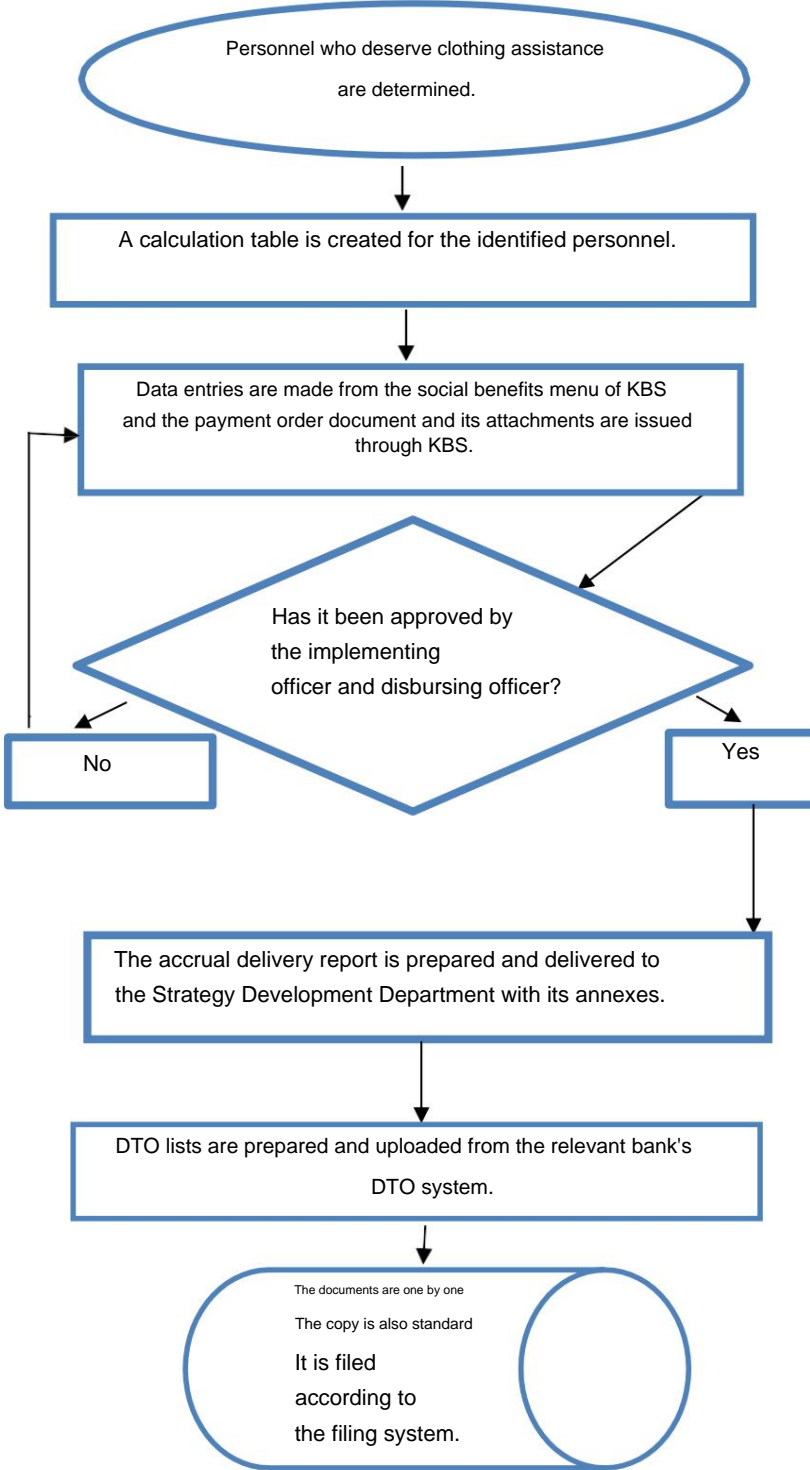 Personnel who deserve clothing assistance
are determined.
A calculation table is created for the identified personnel.
Data entries are made from the social benefits menu of KBS
and the payment order document and its attachments are issued
through KBS.
Has it been approved by
the implementing
officer and disbursing officer?
No
Yes
The accrual delivery report is prepared and delivered to
the Strategy Development Department with its annexes.
DTO lists are prepared and uploaded from the relevant bank's
DTO system.
The documents are one by one
The copy is also standard
It is filed
according to
the filing system.